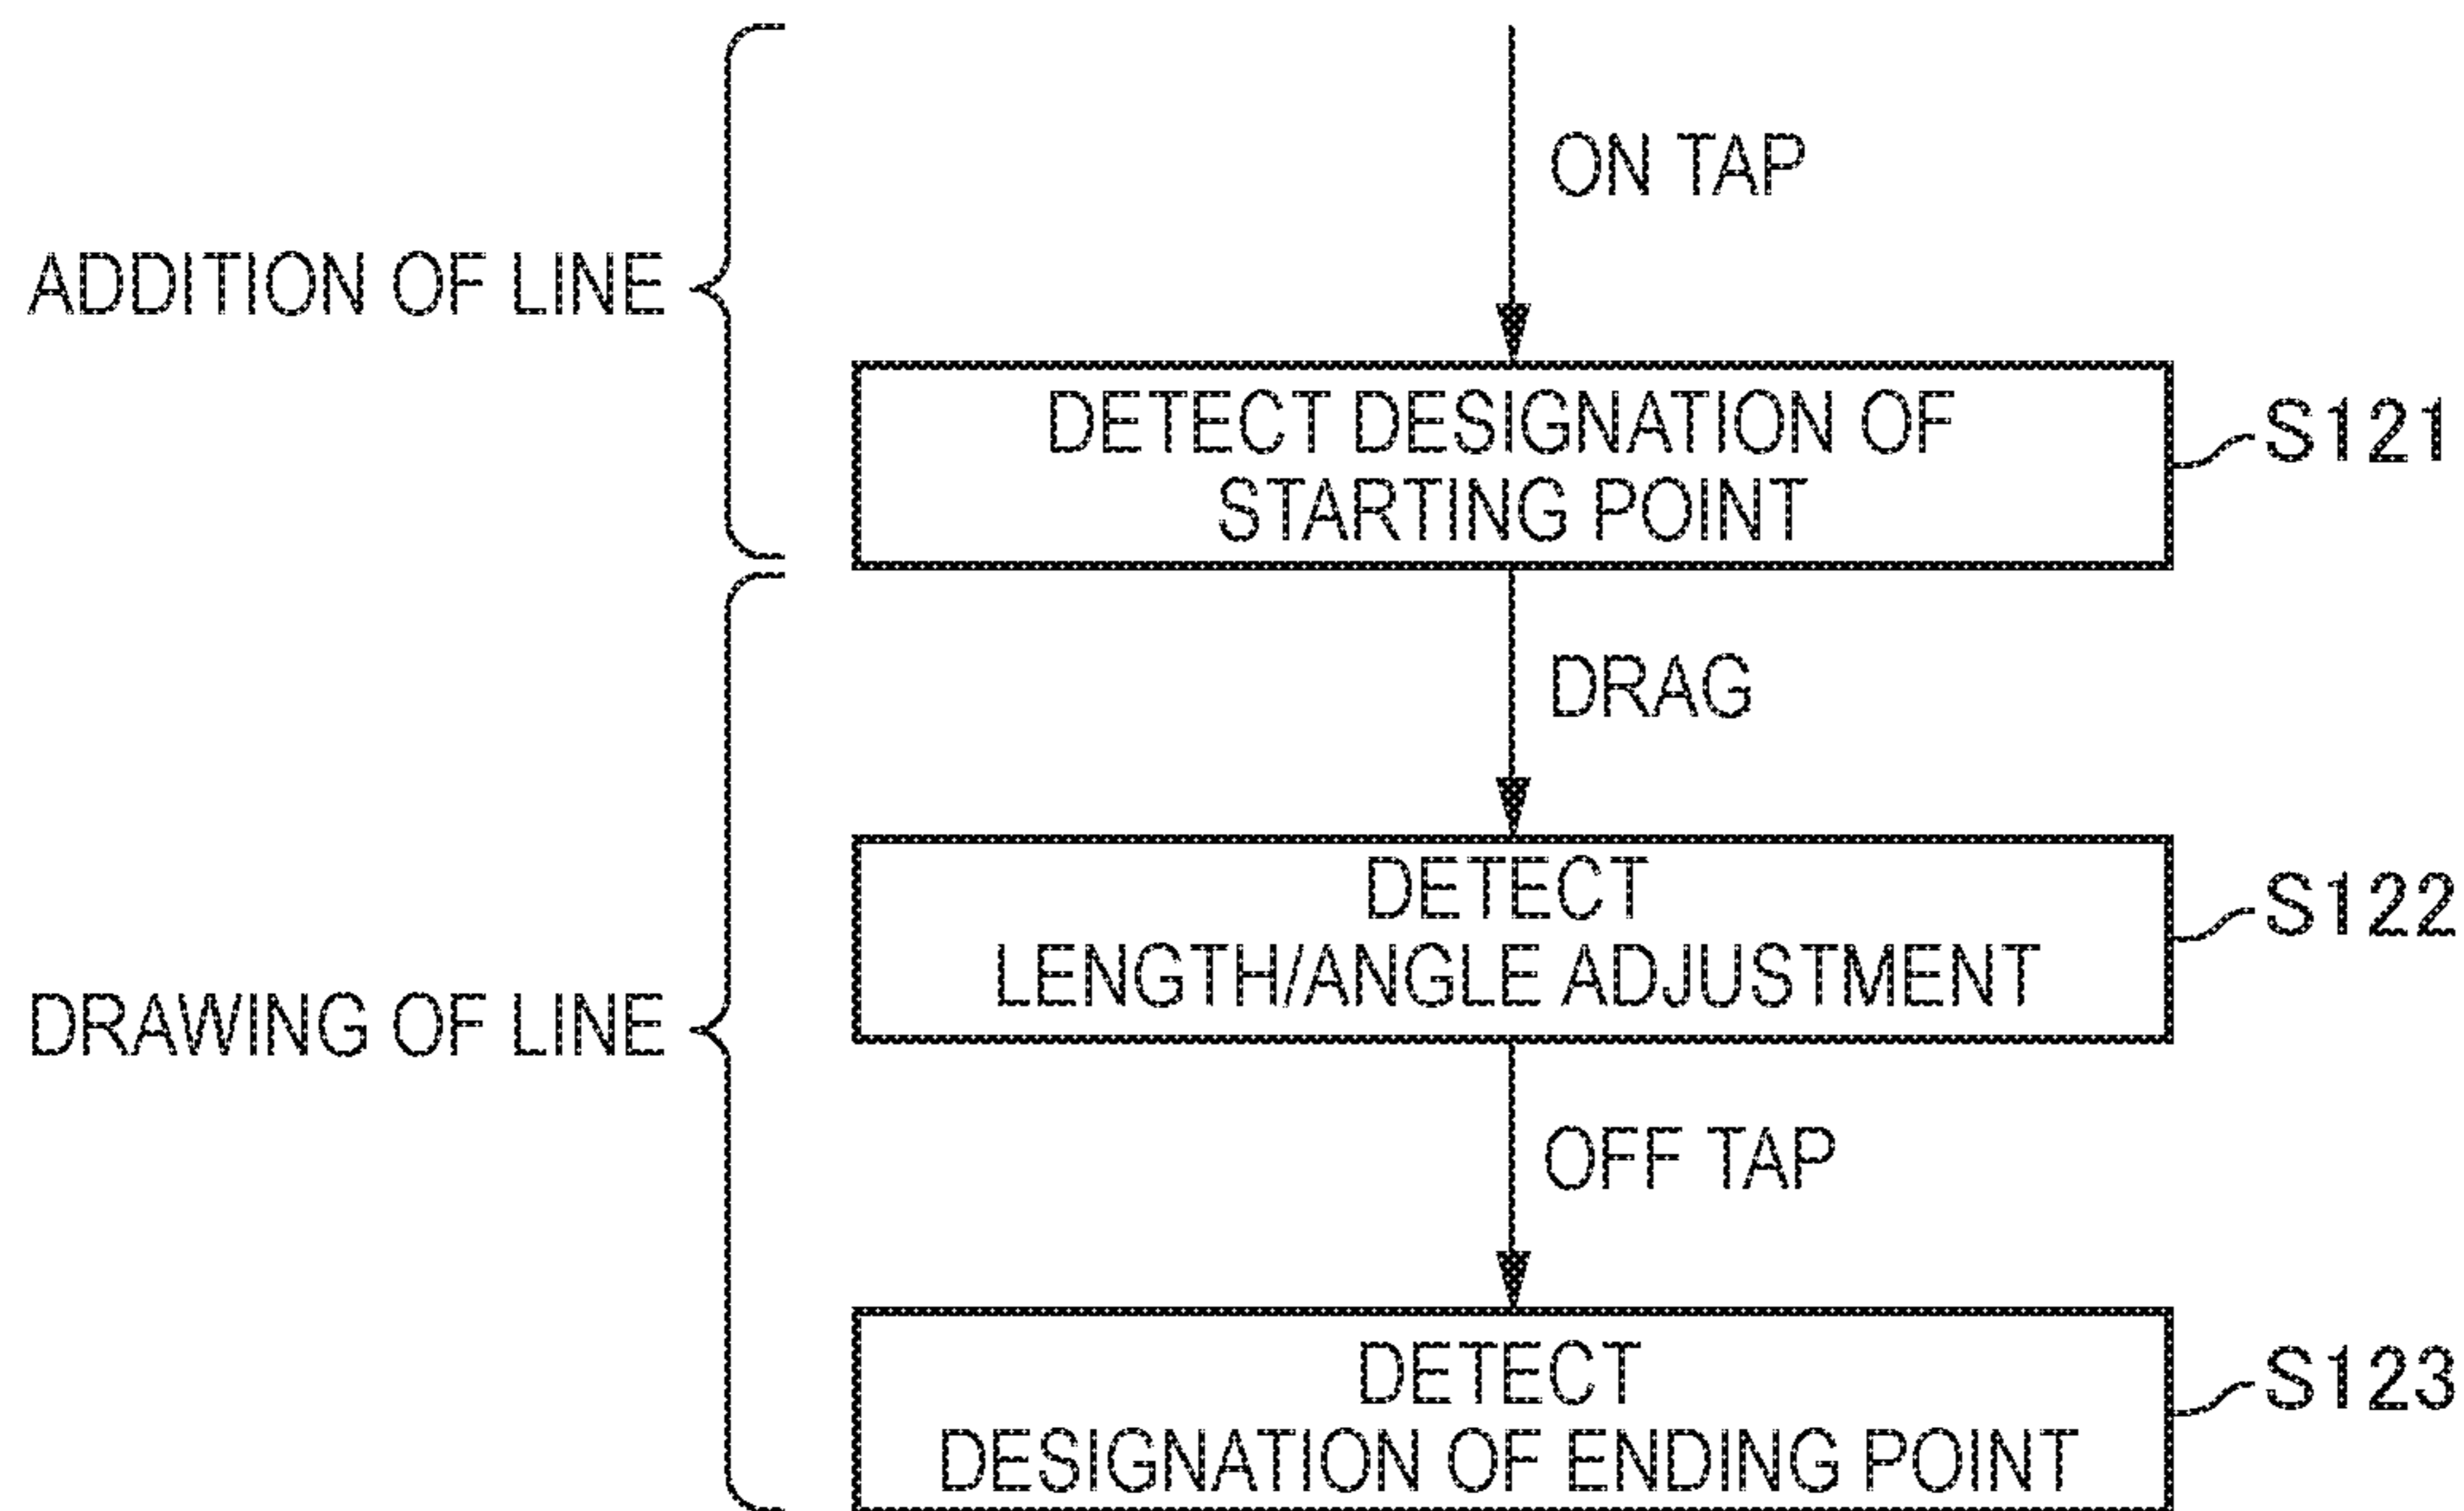 ON TAP
ADDITION OF LINE
DETECT DESIGNATION OF
STARTING POINT
S121
DRAG
DETECT
LENGTH/ANGLE ADJUSTMENT
S122
DRAWING OF LINE
OFF TAP
DETECT
DESIGNATION OF ENDING POINT
S123